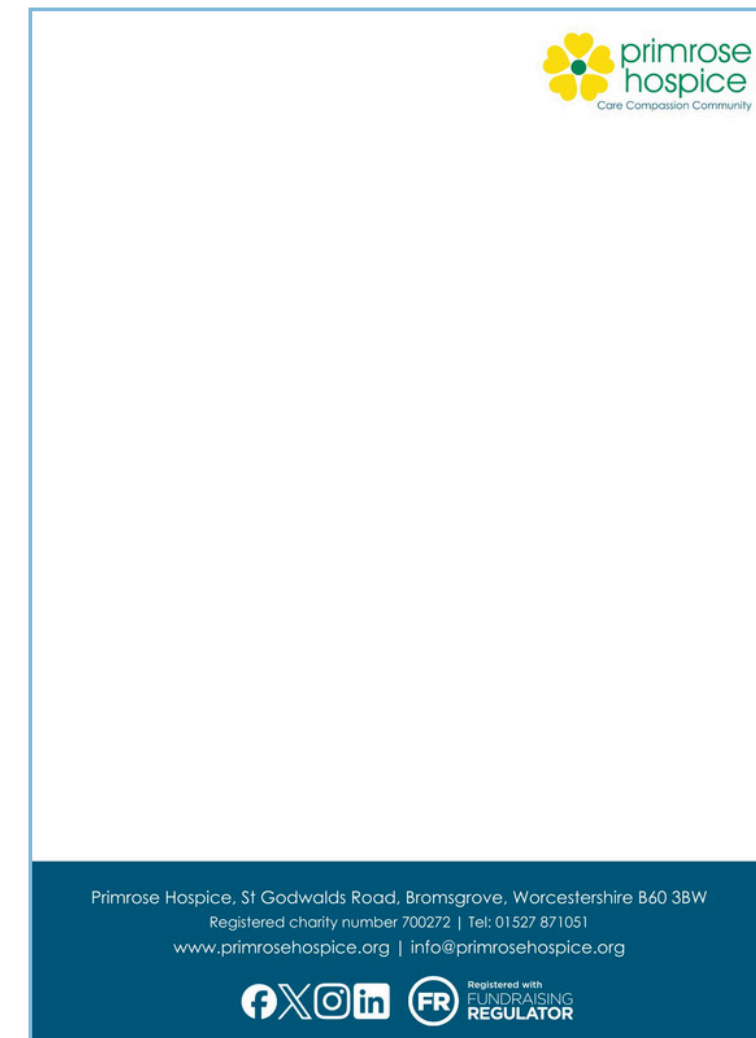 primrose
hospice
Care Compassion Community
Primrose Hospice, St Godwalds Road, Bromsgrove, Worcestershire B60 3BW
Registered charity number 700272 | Tel: 01527 871051
www.primrosehospice.org | info@primrosehospice.org
FR
Registered with
FUNDRAISING
REGULATOR